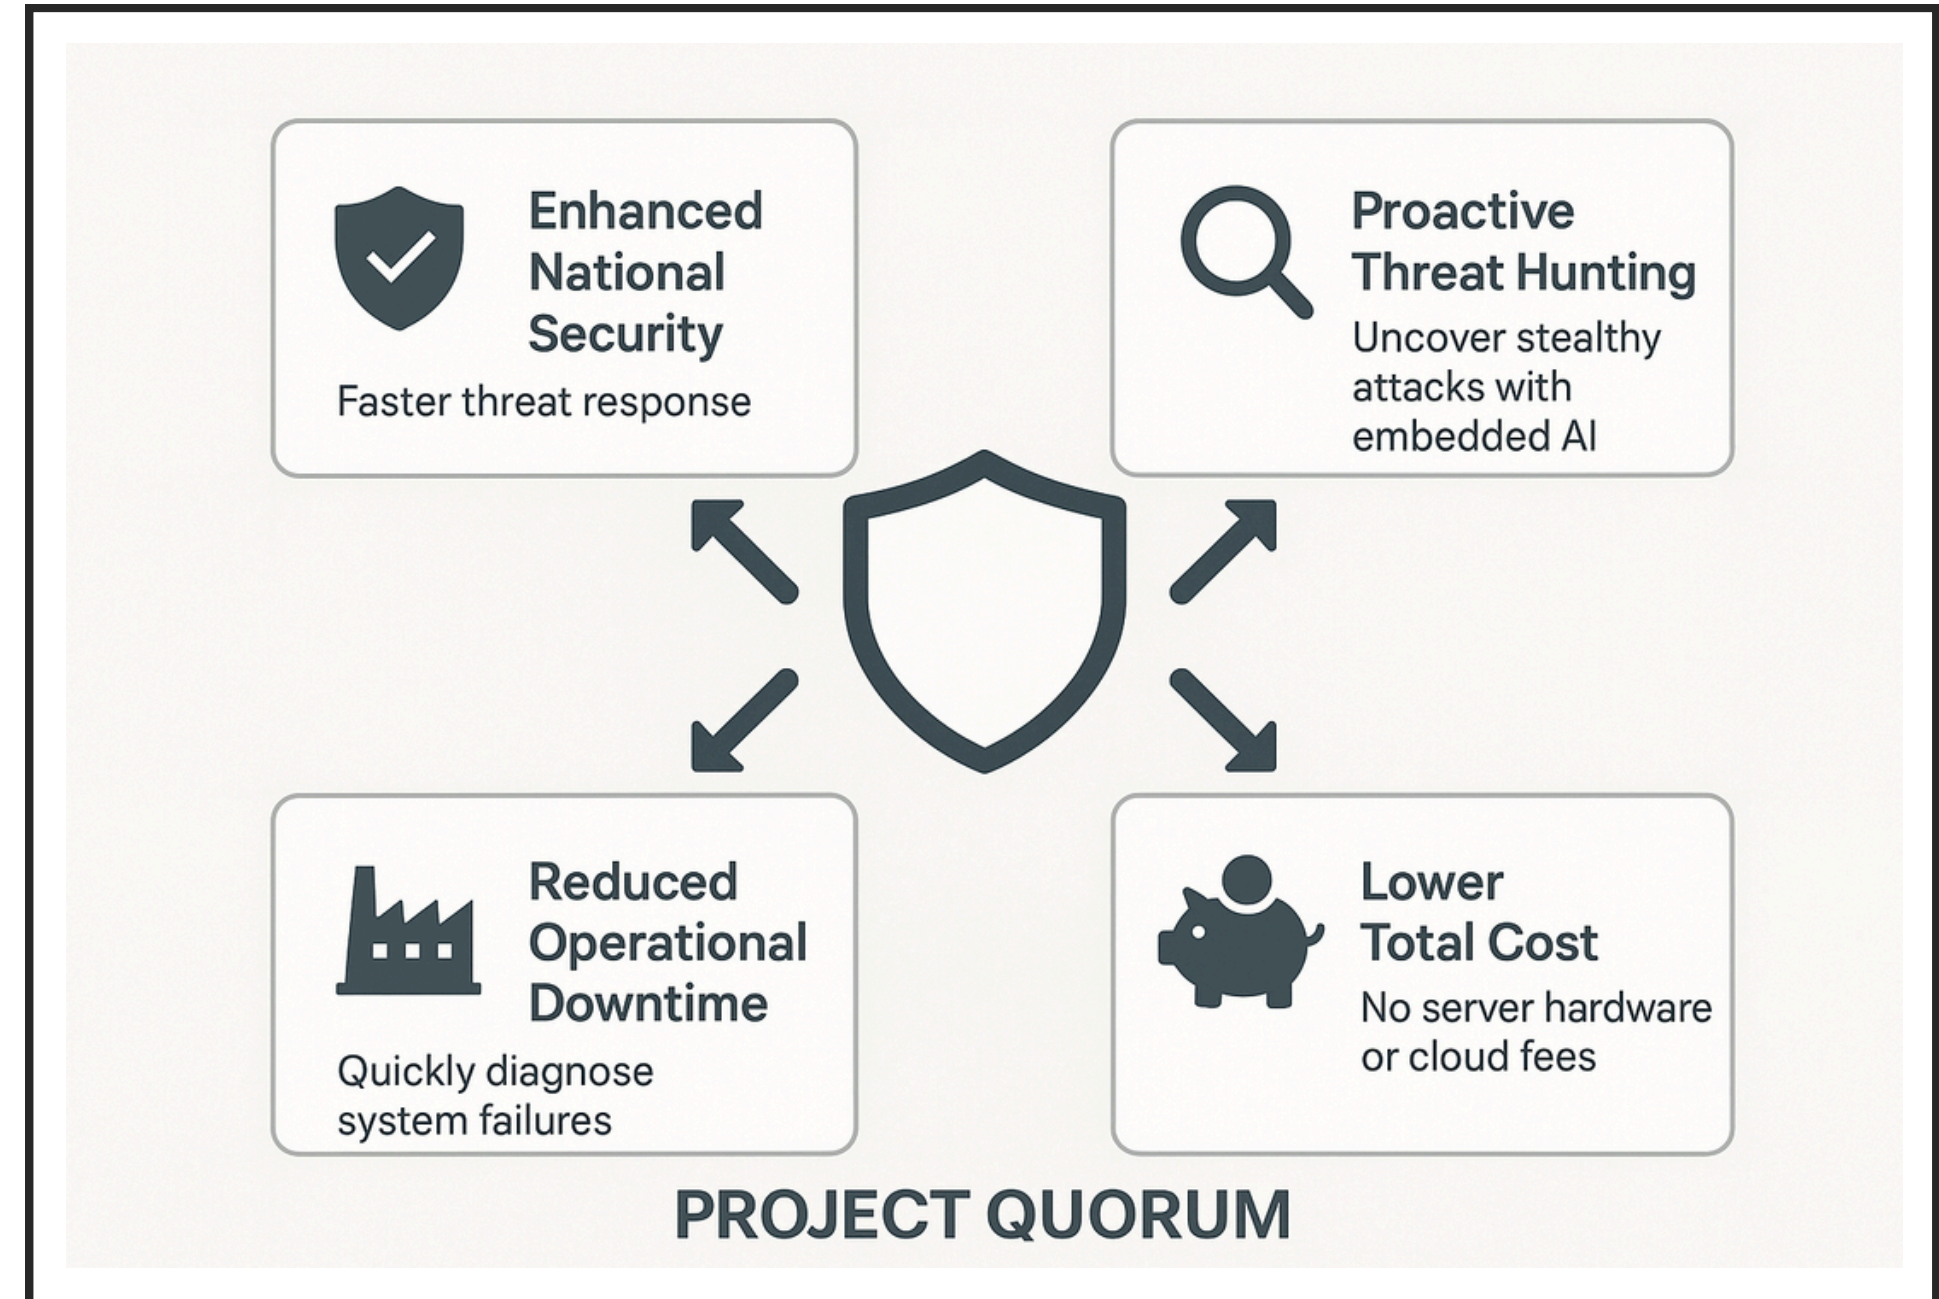 Enhanced
National
Security
Faster threat response
Proactive
Threat Hunting
Uncover stealthy
attacks with
embedded AI
Reduced
Operational
Downtime
Quickly diagnose
system failures
Lower
Total Cost
No server hardware
or cloud fees
PROJECT QUORUM